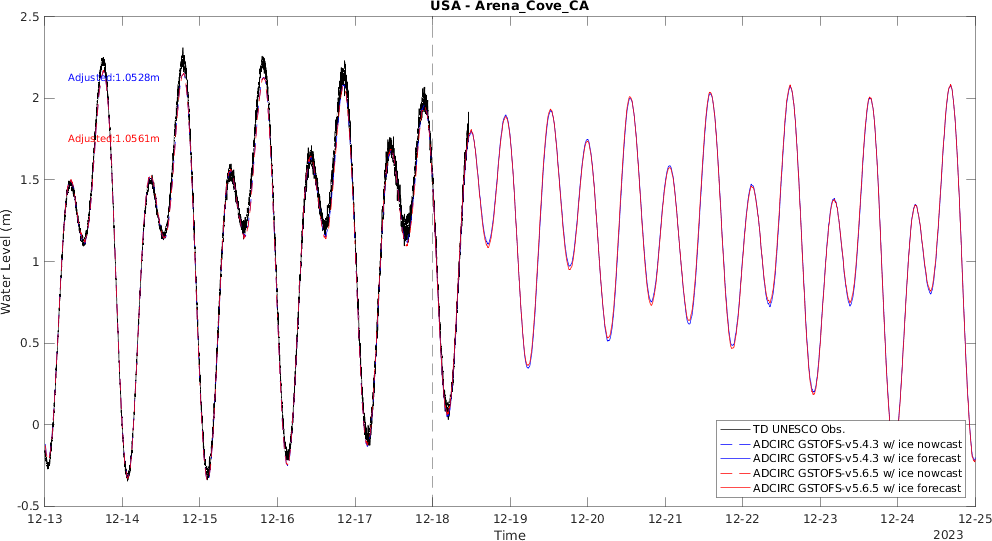 USA - Arena_Cove_CA
2.5
2
1.5
1
0.5
0
-0.5
Water Level (m)
Adjusted:1.0528m
Adjusted:1.0561m
TD UNESCO Obs.
ADCIRC GSTOFS-v5.4.3 w/ ice nowcast
ADCIRC GSTOFS-v5.4.3 w/ ice forecast
ADCIRC GSTOFS-v5.6.5 w/ ice nowcast
ADCIRC GSTOFS-v5.6.5 w/ ice forecast
12-13 12-14 12-15 12-16 12-17 12-18 12-19 12-20 12-21 12-22 12-23 12-24 12-25
Time
2023